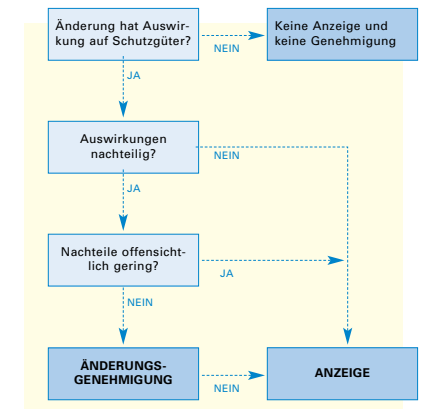 Änderung hat Auswir-
kung auf Schutzgüter?
NEIN
Keine Anzeige und
keine Genehmigung
JA
Auswirkungen
nachteilig?
NEIN
JA
Nachteile offensicht-
lich gering?
JA
NEIN
ÄNDERUNGS-
GENEHMIGUNG
NEIN
ANZEIGE